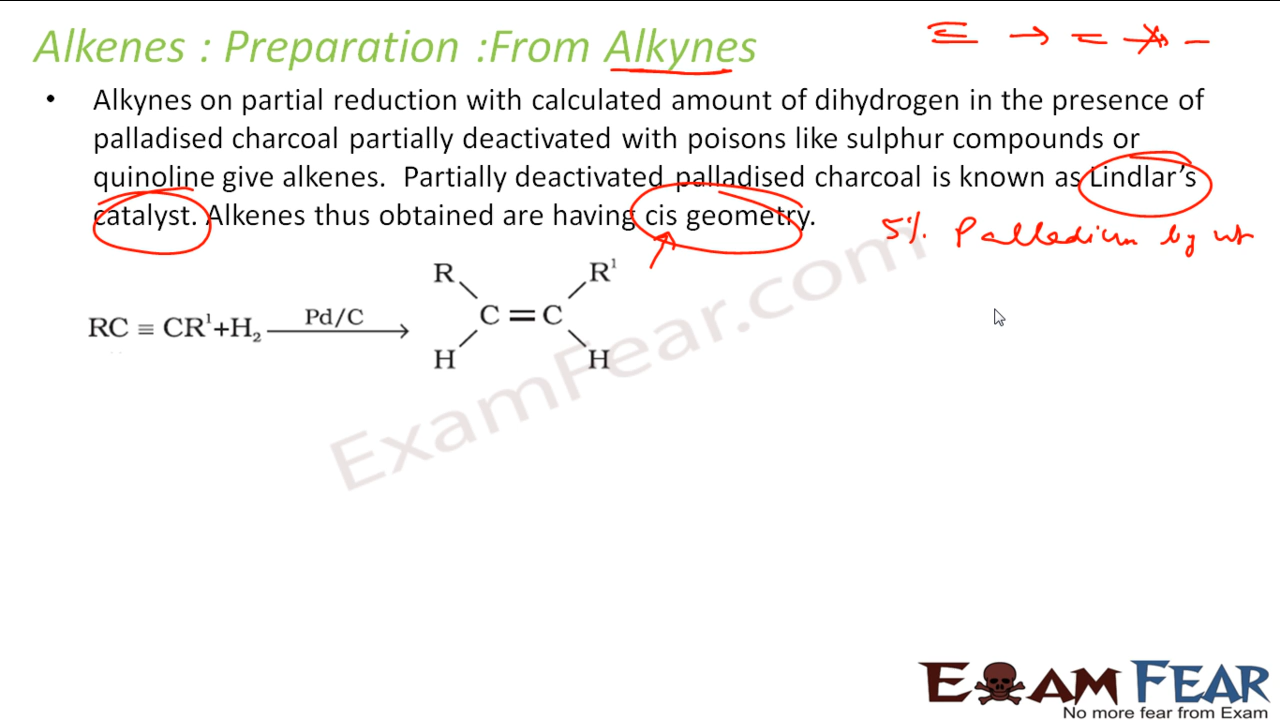 Alkenes : Preparation :From Alkynes
≡ → = → −
• Alkynes on partial reduction with calculated amount of dihydrogen in the presence of
palladised charcoal partially deactivated with poisons like sulphur compounds or
quinoline give alkenes. Partially deactivated palladised charcoal is known as Lindlar's
catalyst. Alkenes thus obtained are having cis geometry.
5% Palladium by wt
R R¹
RC ≡ CR¹+H₂ Pd/C C = C
H H
ExamFear.com
EXAM FEAR
No more fear from Exam